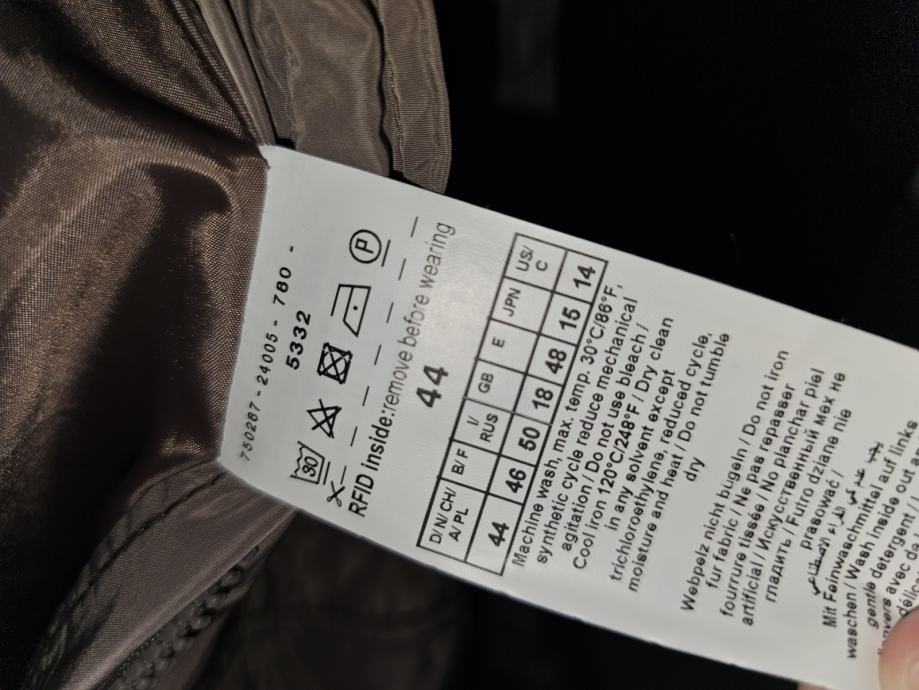 750287 - 24005 - 780 -
5332
30 P
RFID inside:remove before wearing
44
D/N/CH/ A/PL B/F I/ RUS GB E JPN US/ C
44 46 50 18 48 15 14
Machine wash, max. temp. 30°C/86°F,
synthetic cycle reduce mechanical
agitation / Do not use bleach /
Cool iron 120°C/248°F / Dry clean
in any solvent except
trichloroethylene, reduced cycle,
moisture and heat / Do not tumble
dry
Webpelz nicht bügeln / Do not iron
fur fabric / Ne pas repasser
fourrure tissée / No planchar piel
artificial / Искусственный мех не
гладить / Futro dziane nie
prasować /
Mit Feinwaschmittel auf links
waschen / Wash inside out
gentle detergent /